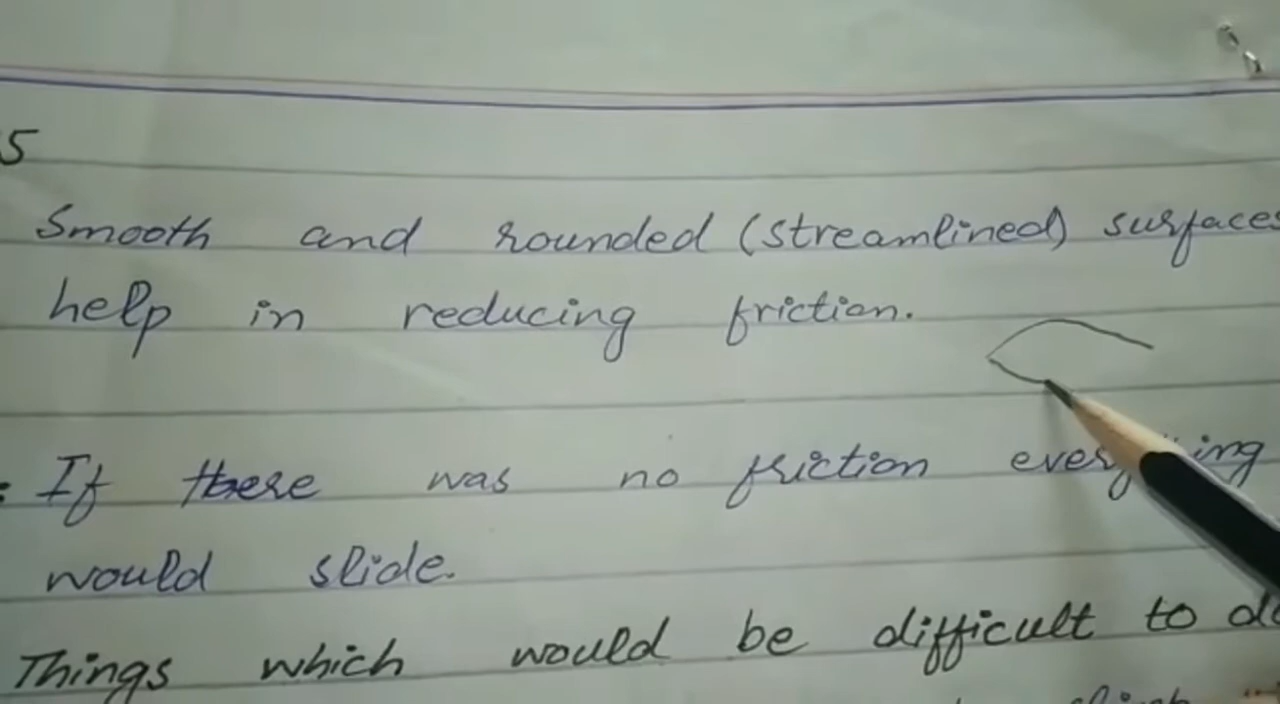 5
Smooth and rounded (streamlined) surfaces
help in reducing friction.
: If there was no friction
would slide.
Things which would be difficult to do